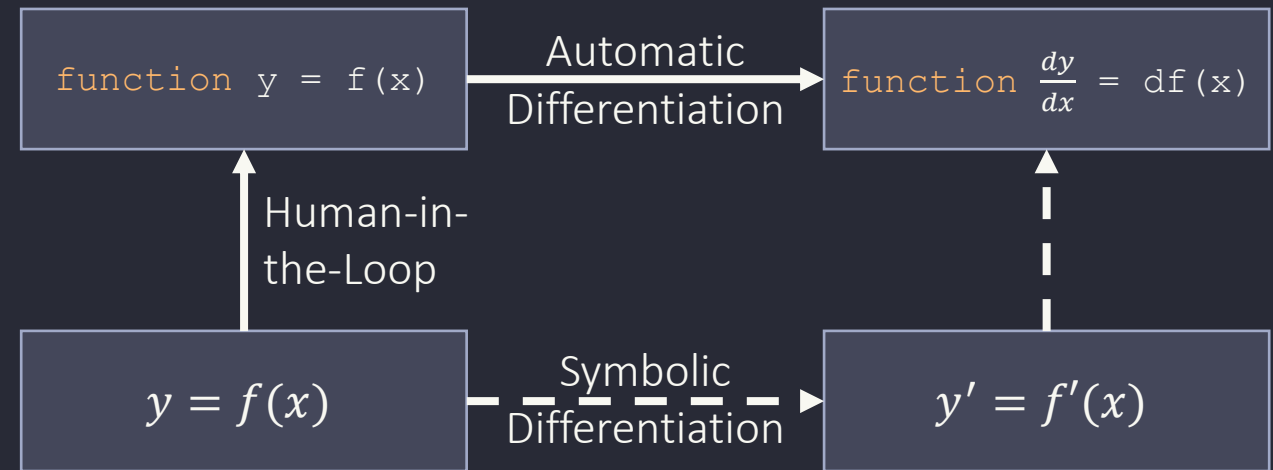 function y = f(x)
Automatic
Differentiation
function dy/dx = df(x)
Human-in-
the-Loop
y = f(x)
Symbolic
Differentiation
y′ = f′(x)